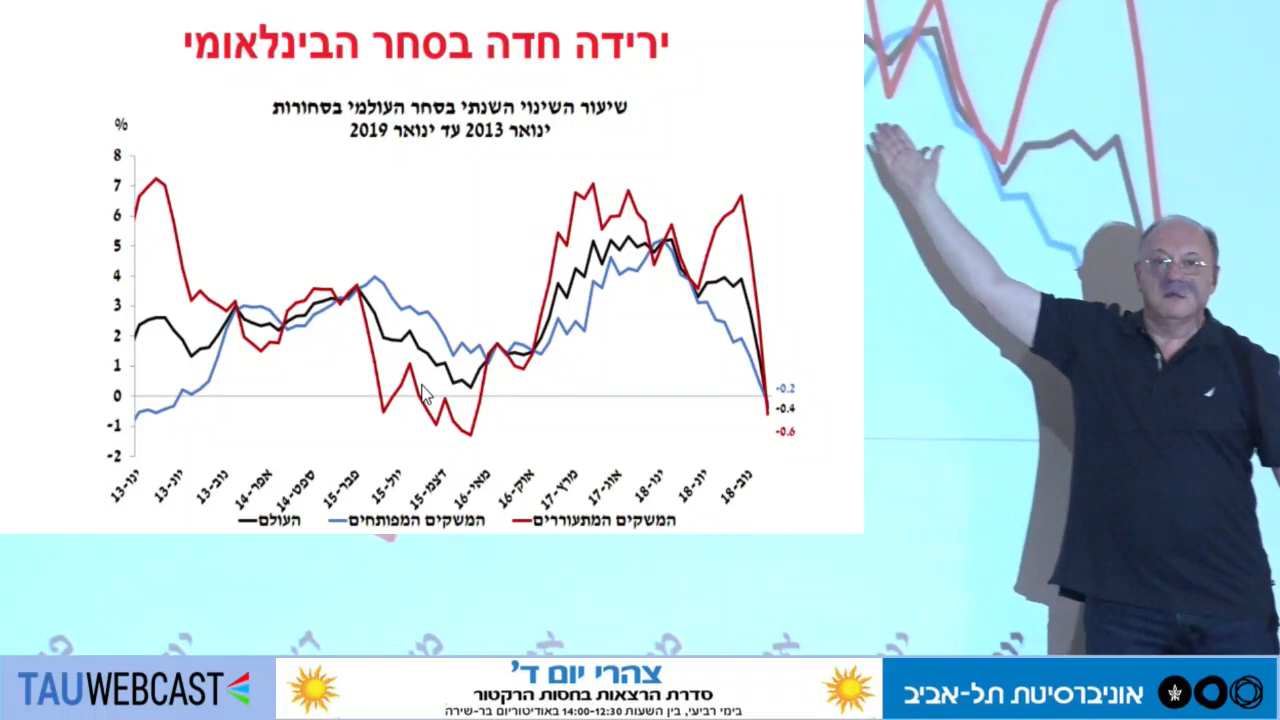 ירידה חדה בסחר הבינלאומי
שיעור השינוי השנתי בסחר העולמי בסחורות
ינואר 2013 עד ינואר 2019
%
8
7
6
5
4
3
2
1
0
-1
-2
-0.2
-0.4
-0.6
ינו-13
יוני-13
נוב-13
אפר-14
ספט-14
פבר-15
יול-15
דצמ-15
מאי-16
אוק-16
מרץ-17
אוג-17
ינו-18
יונ-18
נוב-18
העולם
המשקים המפותחים
המשקים המתעוררים
TAUWEBCAST
צהרי יום ד'
סדרת הרצאות בחסות הרקטור
בימי רביעי, בין השעות 14:00-12:30 באודיטוריום בר-שירה
אוניברסיטת תל-אביב